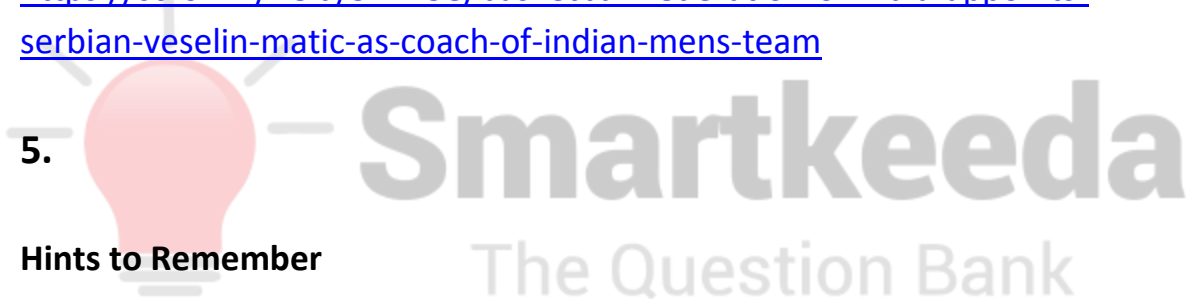 serbian-veselin-matic-as-coach-of-indian-mens-team
5.
Smartkeeda
Hints to Remember
The Question Bank